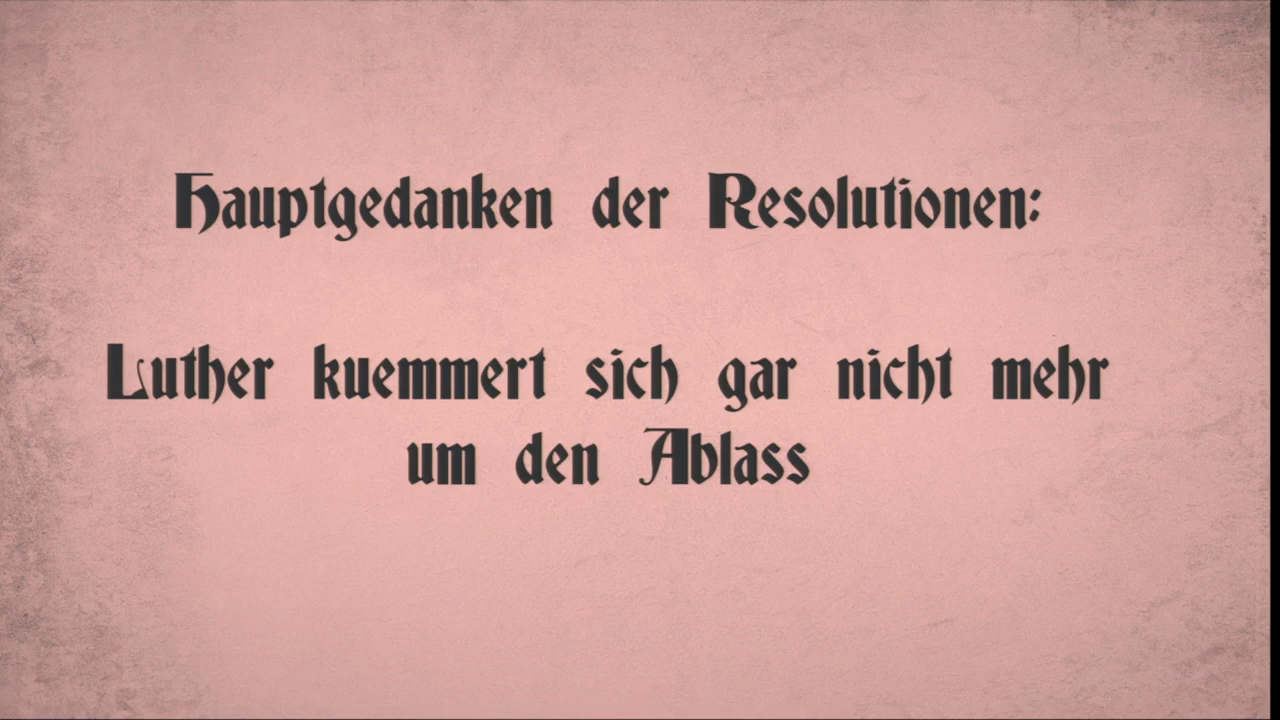 Hauptgedanken der Resolutionen:
Luther kuemmert sich gar nicht mehr
um den Ablass